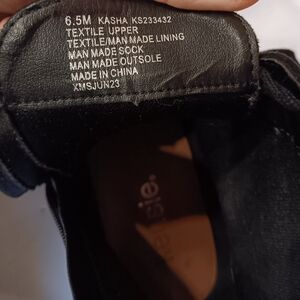 6.5M KASHA KS233432
TEXTILE UPPER
TEXTILE/MAN MADE LINING
MAN MADE SOCK
MAN MADE OUTSOLE
MADE IN CHINA
XMSJUN23